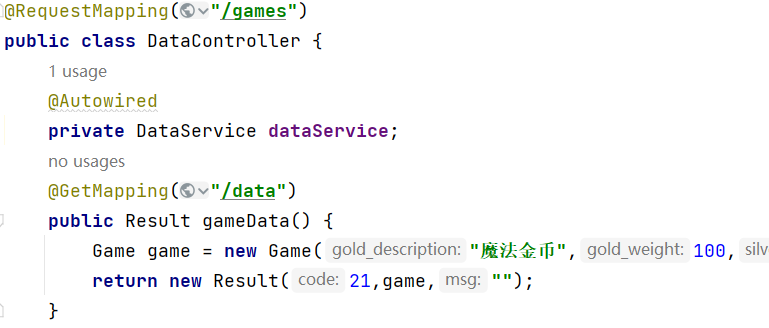 @RequestMapping("/games")
public class DataController {
1 usage
@Autowired
private DataService dataService;
no usages
@GetMapping("/data")
public Result gameData() {
Game game = new Game( gold_description: "魔法金币", gold_weight: 100, silv
return new Result( code: 21,game, msg: "");
}